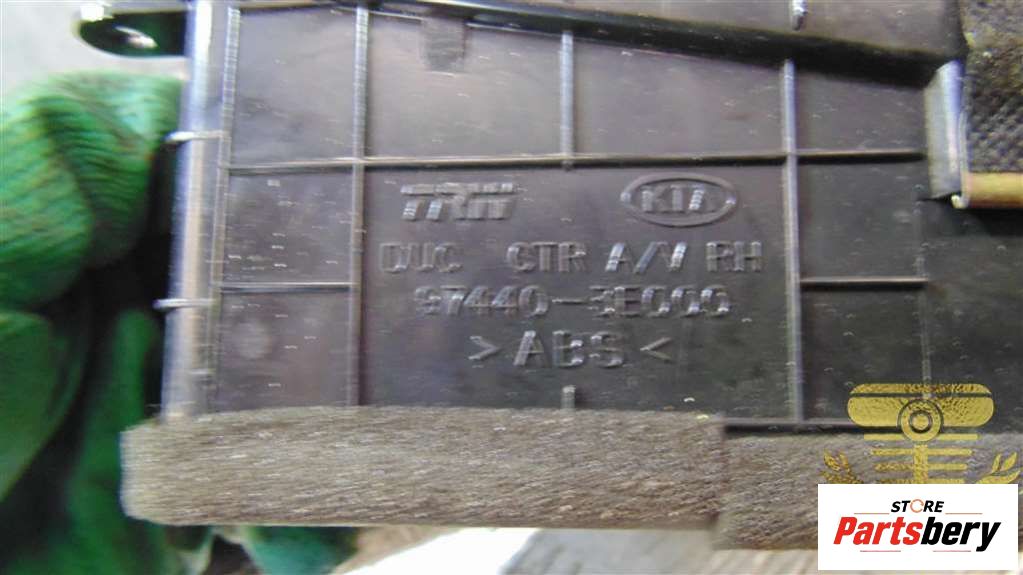 TRW KIA
DUC CTR A/V RH
97440-3E000
>ABS<
STORE
Partsbery